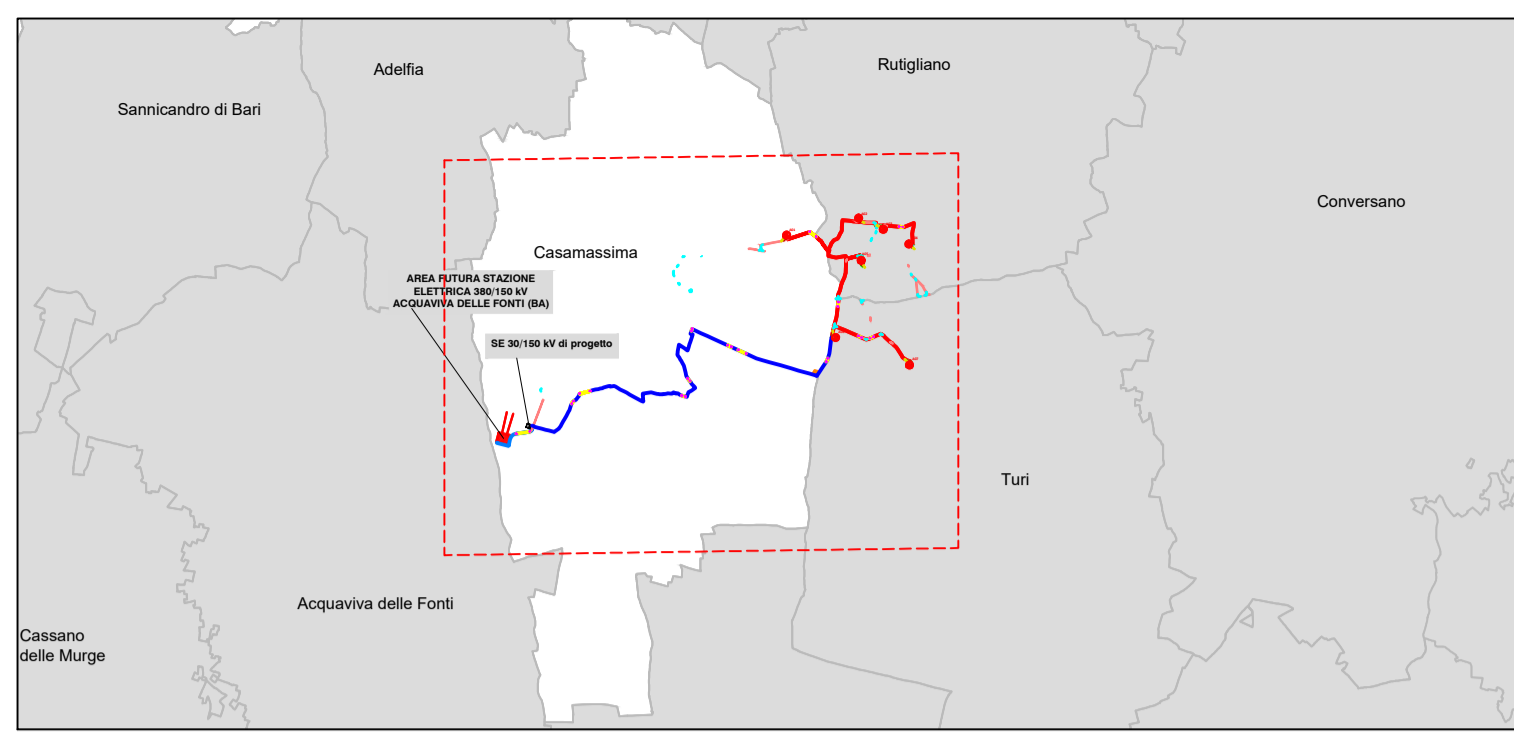 Rutigliano
Adelfia
Sannicandro di Bari
Conversano
Casamassima
AREA FUTURA STAZIONE
ELETTRICA 380/150 kV
ACQUAVIVA DELLE FONTI (BA)
SE 30/150 kV di progetto
Turi
Acquaviva delle Fonti
Cassano
delle Murge